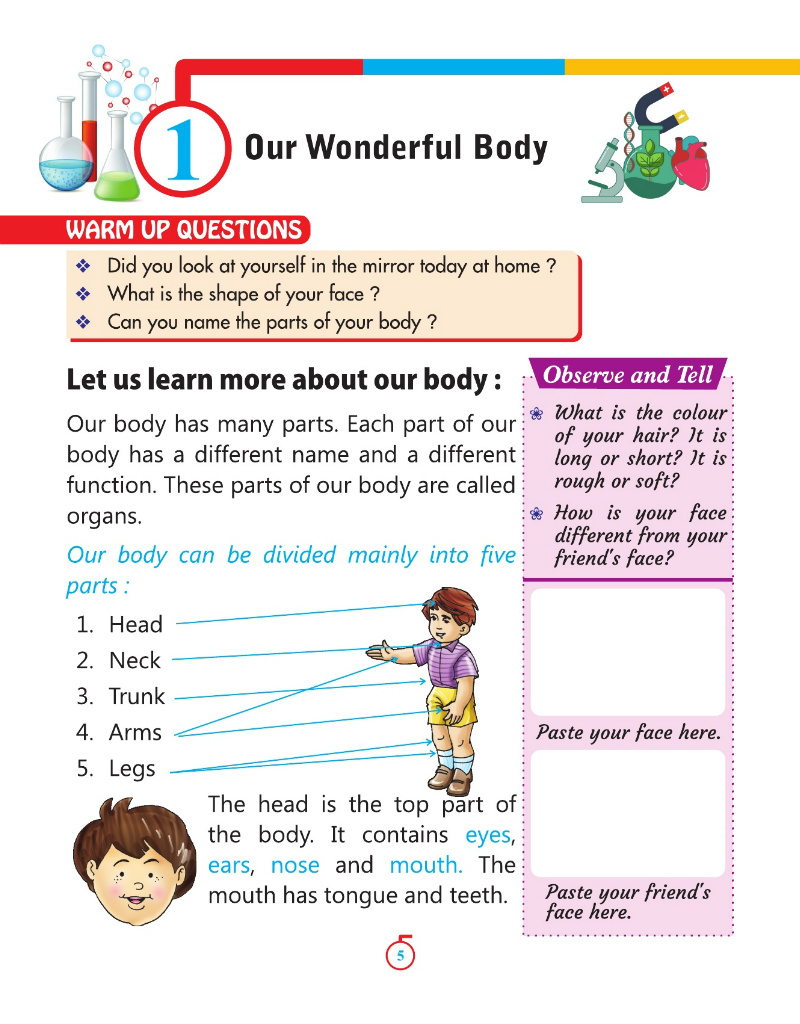 1
Our Wonderful Body
WARM UP QUESTIONS
❖ Did you look at yourself in the mirror today at home ?
❖ What is the shape of your face ?
❖ Can you name the parts of your body ?
Let us learn more about our body :
Our body has many parts. Each part of our
body has a different name and a different
function. These parts of our body are called
organs.
Our body can be divided mainly into five
parts :
1. Head
2. Neck
3. Trunk
4. Arms
5. Legs
The head is the top part of
the body. It contains eyes,
ears, nose and mouth. The
mouth has tongue and teeth.
Observe and Tell
What is the colour
of your hair? It is
long or short? It is
rough or soft?
How is your face
different from your
friend's face?
Paste your face here.
Paste your friend's
face here.
5